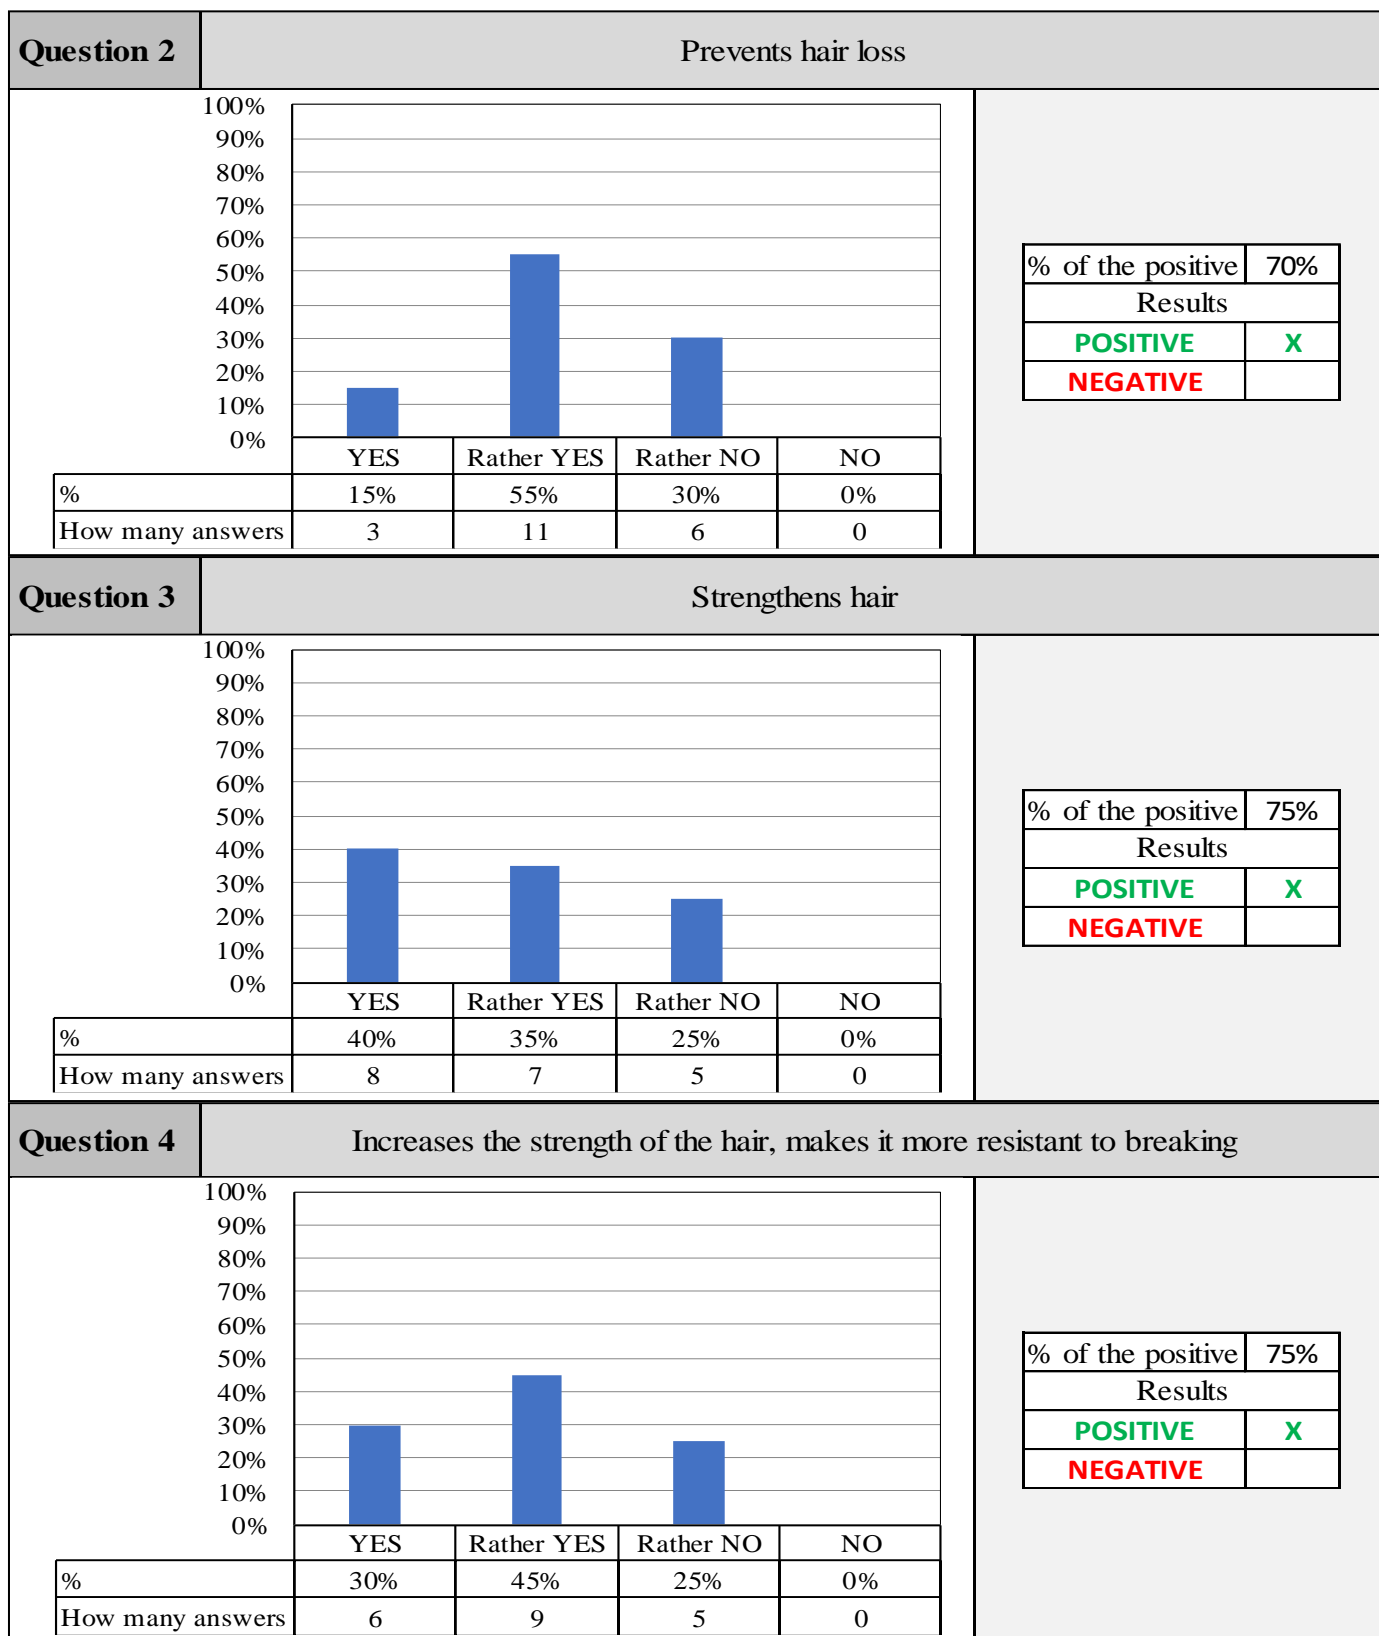 Question 2 Prevents hair loss
100%
90%
80%
70%
60%
50%
40%
30%
20%
10%
0%
YES Rather YES Rather NO NO
% 15% 55% 30% 0%
How many answers 3 11 6 0
% of the positive 70%
Results
POSITIVE X
NEGATIVE
Question 3 Strengthens hair
100%
90%
80%
70%
60%
50%
40%
30%
20%
10%
0%
YES Rather YES Rather NO NO
% 40% 35% 25% 0%
How many answers 8 7 5 0
% of the positive 75%
Results
POSITIVE X
NEGATIVE
Question 4 Increases the strength of the hair, makes it more resistant to breaking
100%
90%
80%
70%
60%
50%
40%
30%
20%
10%
0%
YES Rather YES Rather NO NO
% 30% 45% 25% 0%
How many answers 6 9 5 0
% of the positive 75%
Results
POSITIVE X
NEGATIVE